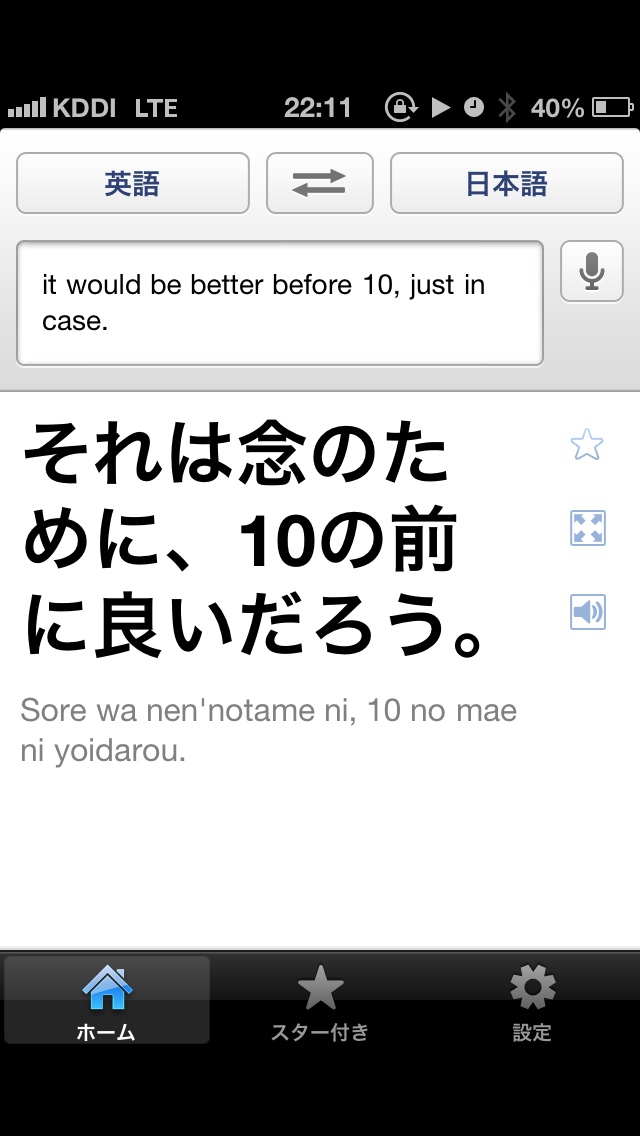 KDDI LTE 22:11 40%
英語 日本語
it would be better before 10, just in
case.
それは念のた
めに、10の前
に良いだろう。
Sore wa nen'notame ni, 10 no mae
ni yoidarou.
ホーム スター付き 設定